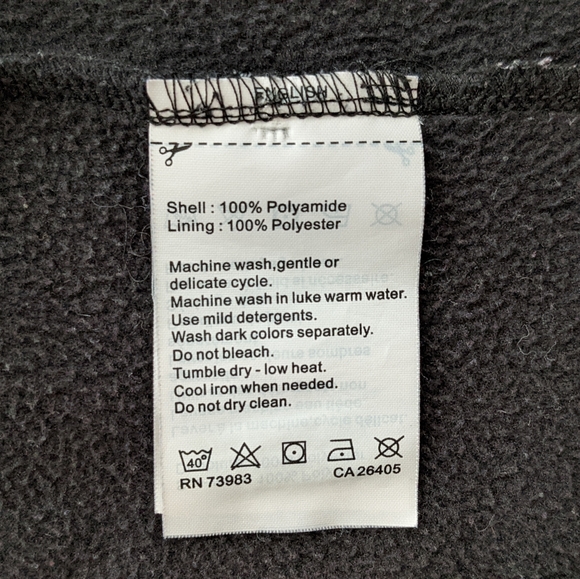 ENGLISH
Shell : 100% Polyamide
Lining : 100% Polyester
Machine wash,gentle or
delicate cycle.
Machine wash in luke warm water.
Use mild detergents.
Wash dark colors separately.
Do not bleach.
Tumble dry - low heat.
Cool iron when needed.
Do not dry clean.
40°
RN 73983 CA 26405